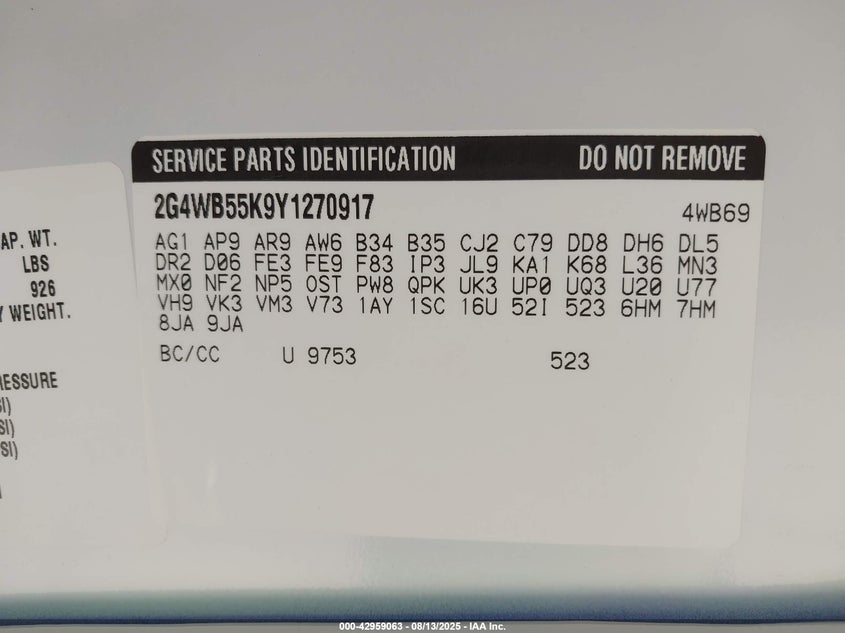 SERVICE PARTS IDENTIFICATION DO NOT REMOVE
2G4WB55K9Y1270917 4WB69
AG1 AP9 AR9 AW6 B34 B35 CJ2 C79 DD8 DH6 DL5
DR2 D06 FE3 FE9 F83 IP3 JL9 KA1 K68 L36 MN3
MX0 NF2 NP5 OST PW8 QPK UK3 UP0 UQ3 U20 U77
VH9 VK3 VM3 V73 1AY 1SC 16U 52I 523 6HM 7HM
8JA 9JA
BC/CC U 9753 523
AP. WT.
LBS
926
Y WEIGHT.
ESSURE
SI)
SI)
SI)
000-42959063 - 08/13/2025 - IAA Inc.